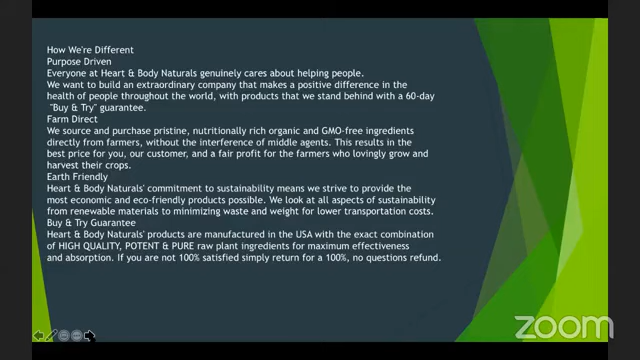 How We're Different
Purpose Driven
Everyone at Heart & Body Naturals genuinely cares about helping people.
We want to build an extraordinary company that makes a positive difference in the
health of people throughout the world, with products that we stand behind with a 60-day
"Buy & Try" guarantee.
Farm Direct
We source and purchase pristine, nutritionally rich organic and GMO-free ingredients
directly from farmers, without the interference of middle agents. This results in the
best price for you, our customer, and a fair profit for the farmers who lovingly grow and
harvest their crops.
Earth Friendly
Heart & Body Naturals' commitment to sustainability means we strive to provide the
most economic and eco-friendly products possible. We look at all aspects of sustainability
from renewable materials to minimizing waste and weight for lower transportation costs.
Buy & Try Guarantee
Heart & Body Naturals' products are manufactured in the USA with the exact combination
of HIGH QUALITY, POTENT & PURE raw plant ingredients for maximum effectiveness
and absorption. If you are not 100% satisfied simply return for a 100%, no questions refund.
zoom